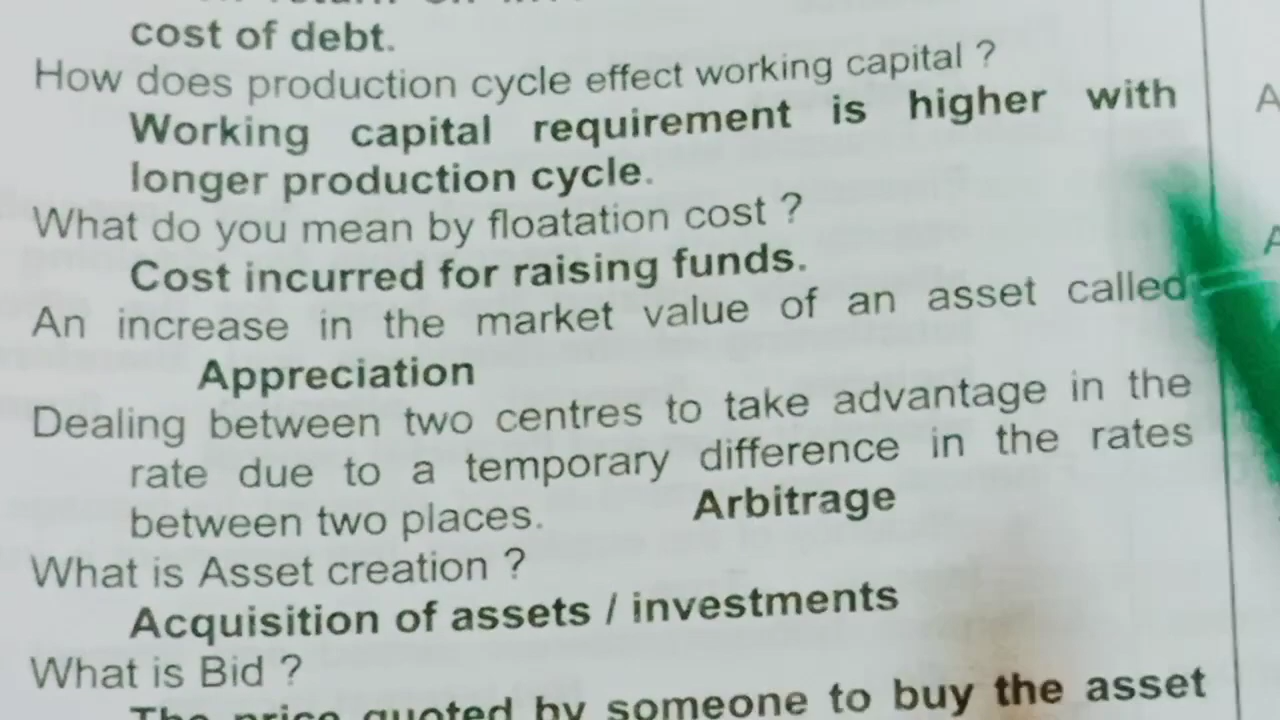 cost of debt.
How does production cycle effect working capital ?
Working capital requirement is higher with
longer production cycle.
What do you mean by floatation cost ?
Cost incurred for raising funds.
An increase in the market value of an asset called
Appreciation
Dealing between two centres to take advantage in the
rate due to a temporary difference in the rates
between two places. Arbitrage
What is Asset creation ?
Acquisition of assets / investments
What is Bid ?
The price quoted by someone to buy the asset